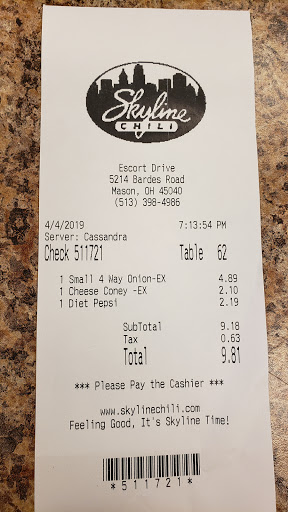 Skyline
CHILI
Escort Drive
5214 Bardes Road
Mason, OH 45040
(513) 398-4986
4/4/2019 7:13:54 PM
Server: Cassandra
Check 511721 Table 62
1 Small 4 Way Onion-EX 4.89
1 Cheese Coney -EX 2.10
1 Diet Pepsi 2.19
SubTotal 9.18
Tax 0.63
Total 9.81
*** Please Pay the Cashier ***
www.skylinechili.com
Feeling Good, It's Skyline Time!
*511721*